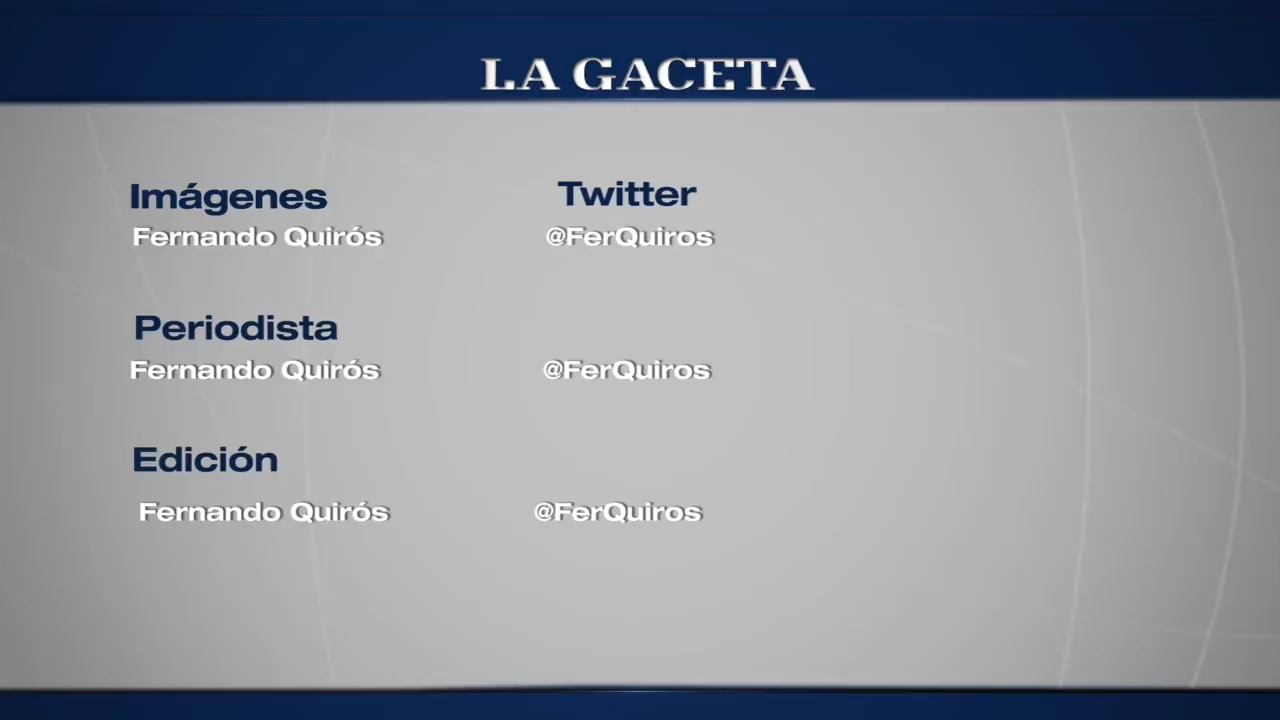 LA GACETA
Imágenes Twitter
Fernando Quirós @FerQuiros
Periodista
Fernando Quirós @FerQuiros
Edición
Fernando Quirós @FerQuiros